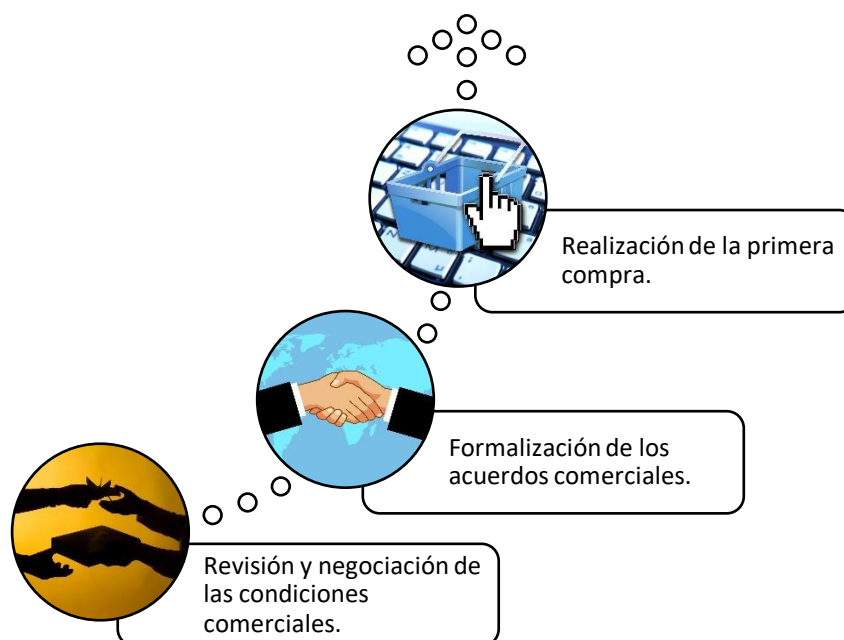 Realización de la primera
compra.
Formalización de los
acuerdos comerciales.
Revisión y negociación de
las condiciones
comerciales.